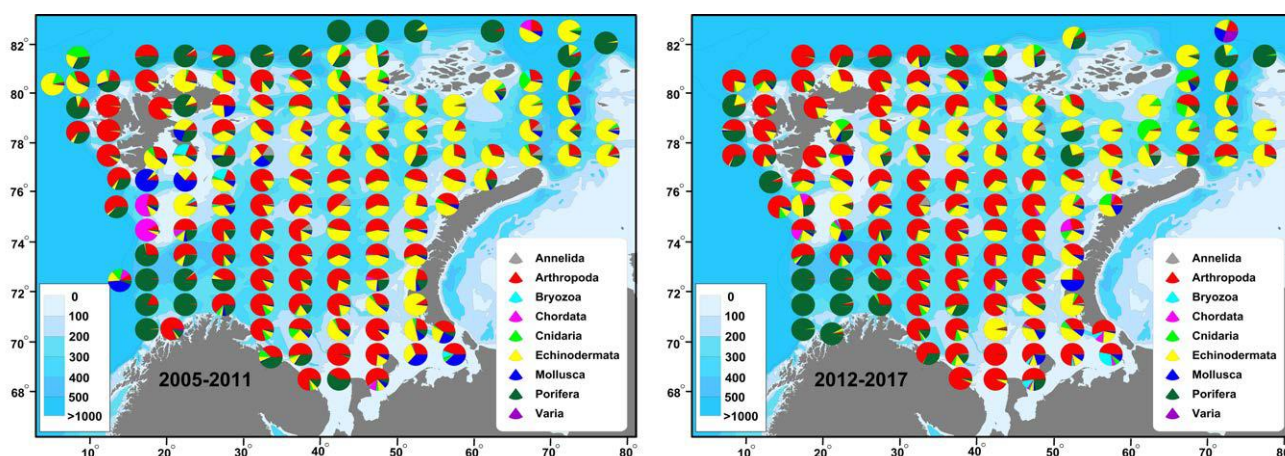 82°
80°
78°
76°
74°
72°
70°
68°
0
100
200
300
400
500
>1000
2005-2011
Annelida
Arthropoda
Bryozoa
Chordata
Cnidaria
Echinodermata
Mollusca
Porifera
Varia
10° 20° 30° 40° 50° 60° 70° 80°
82°
80°
78°
76°
74°
72°
70°
68°
0
100
200
300
400
500
>1000
2012-2017
Annelida
Arthropoda
Bryozoa
Chordata
Cnidaria
Echinodermata
Mollusca
Porifera
Varia
10° 20° 30° 40° 50° 60° 70° 80°